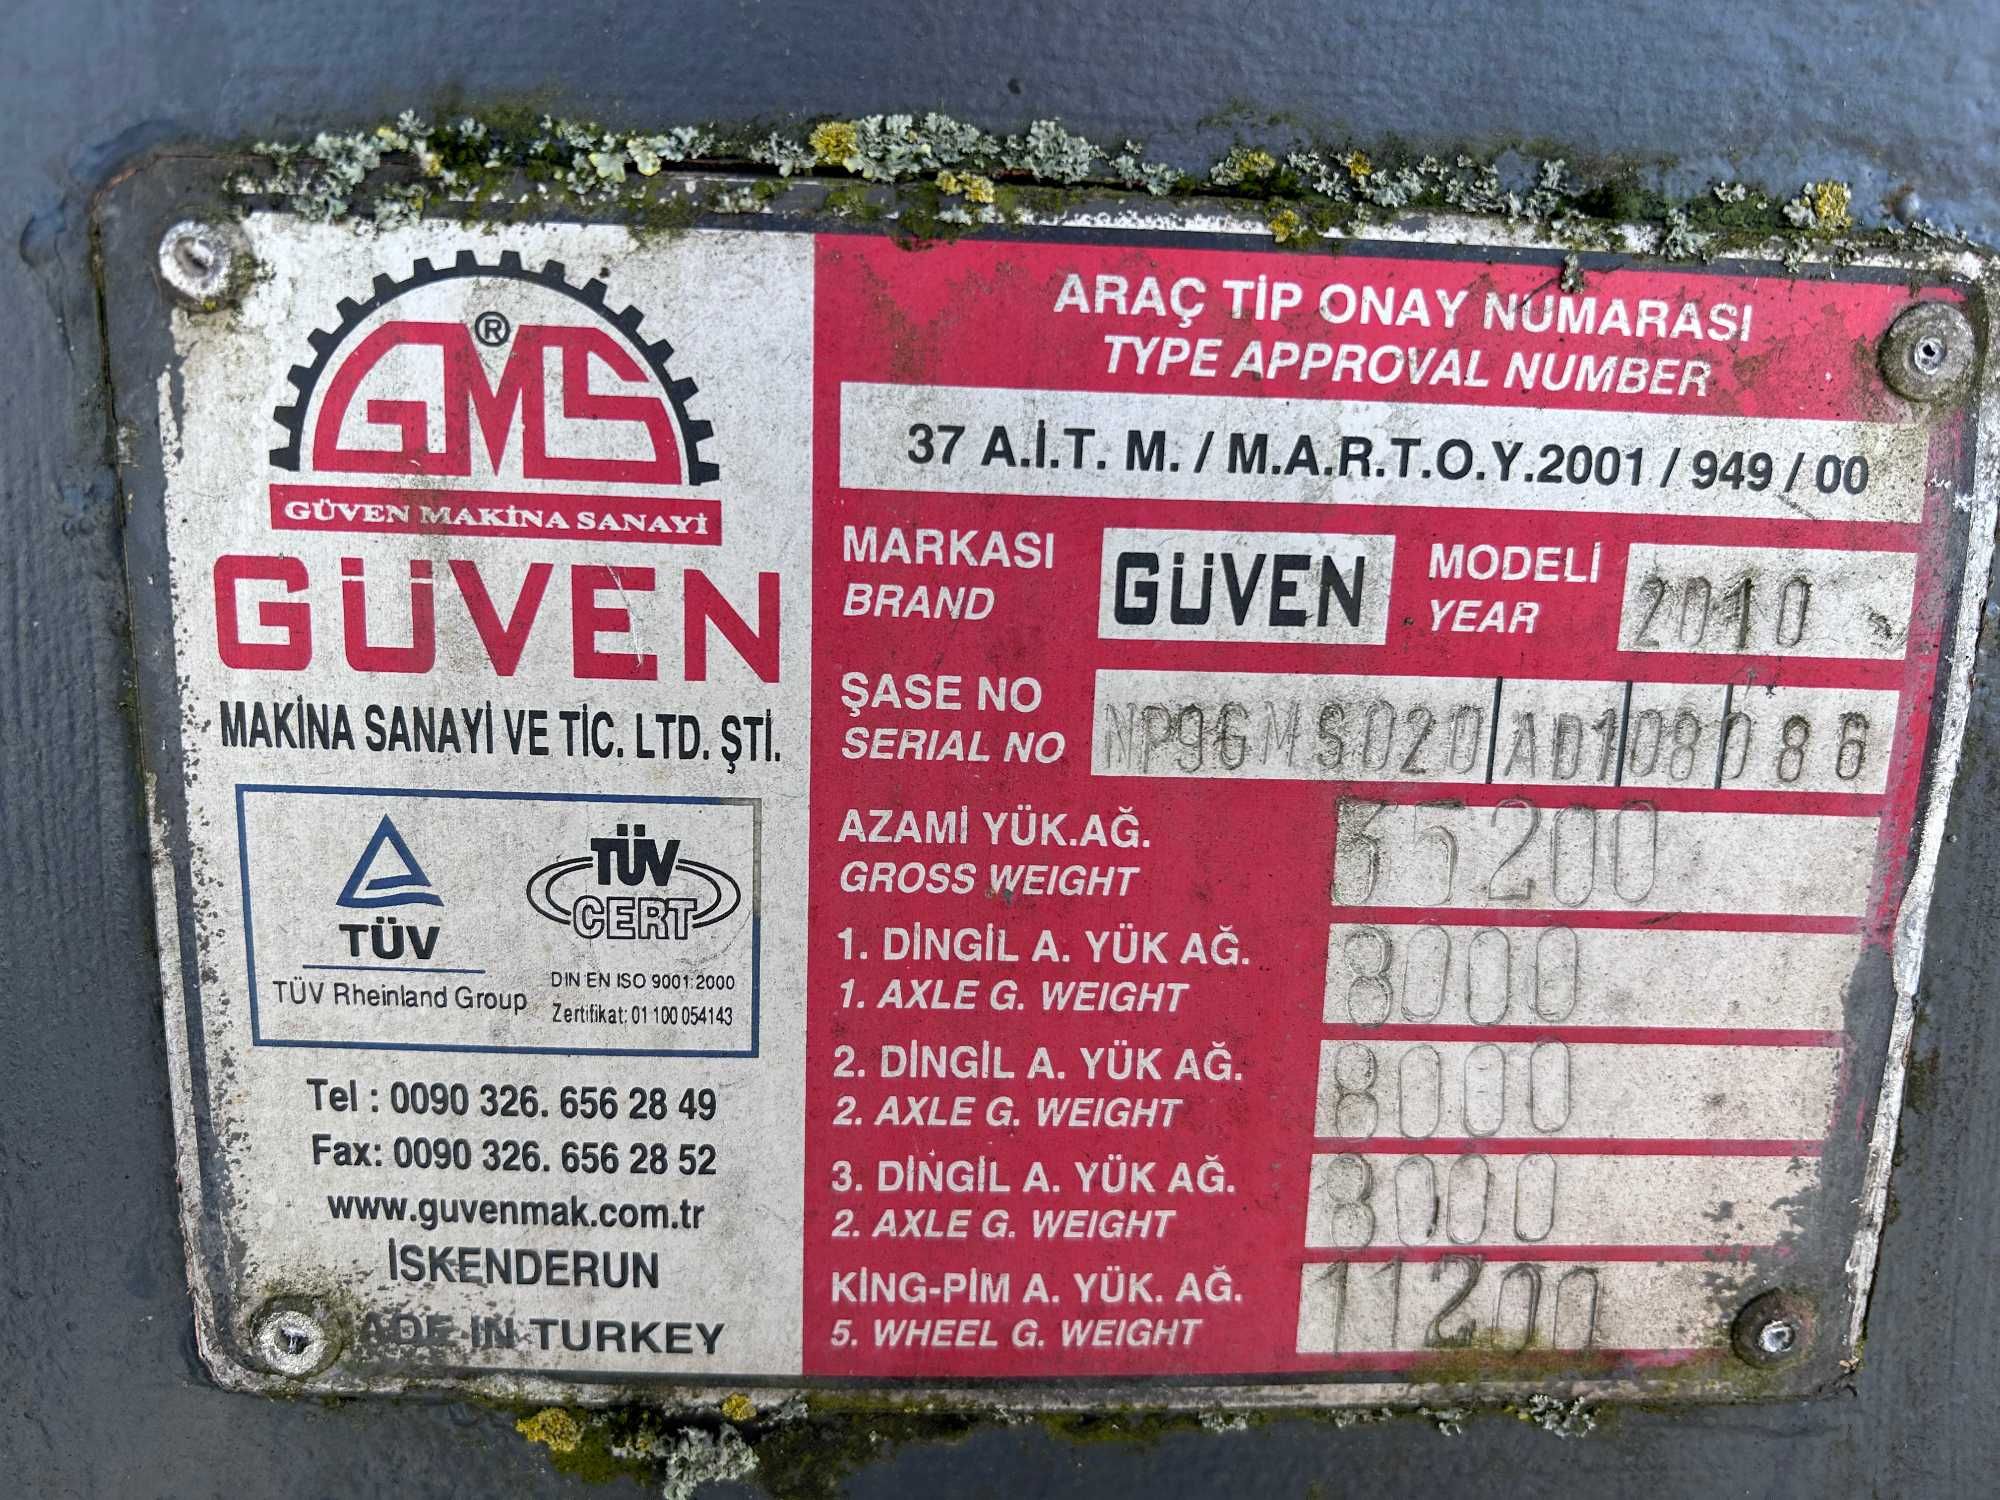 GMS ®
GÜVEN MAKİNA SANAYİ
GÜVEN
MAKİNA SANAYİ VE TİC. LTD. ŞTİ.
TÜV
TÜV Rheinland Group
TÜV
CERT
DIN EN ISO 9001:2000
Zertifikat: 01 100 054143
Tel : 0090 326. 656 28 49
Fax: 0090 326. 656 28 52
www.guvenmak.com.tr
İSKENDERUN
MADE IN TURKEY
ARAÇ TİP ONAY NUMARASI
TYPE APPROVAL NUMBER
37 A.İ.T. M. / M.A.R.T.O.Y.2001 / 949 / 00
MARKASI
BRAND
GÜVEN
MODELİ
YEAR
2010
ŞASE NO
SERIAL NO
NP9GMS020AD108086
AZAMİ YÜK.AĞ.
GROSS WEIGHT
35200
1. DİNGİL A. YÜK AĞ.
1. AXLE G. WEIGHT
8000
2. DİNGİL A. YÜK AĞ.
2. AXLE G. WEIGHT
8000
3. DİNGİL A. YÜK AĞ.
2. AXLE G. WEIGHT
8000
KİNG-PİM A. YÜK. AĞ.
5. WHEEL G. WEIGHT
11200